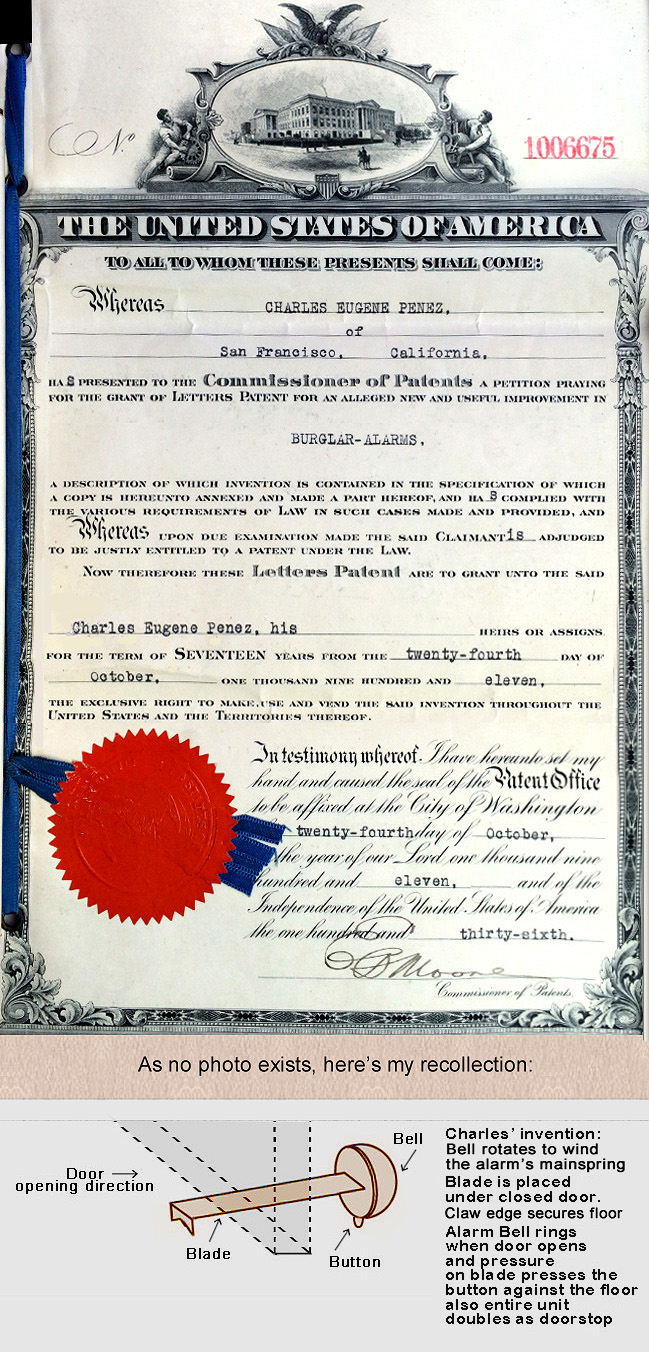 No.
1006675
THE UNITED STATES OF AMERICA
TO ALL TO WHOM THESE PRESENTS SHALL COME:
Whereas CHARLES EUGENE PENEZ,
of
San Francisco, California,
HAS PRESENTED TO THE Commissioner of Patents A PETITION PRAYING
FOR THE GRANT OF LETTERS PATENT FOR AN ALLEGED NEW AND USEFUL IMPROVEMENT IN
BURGLAR-ALARMS,
A DESCRIPTION OF WHICH INVENTION IS CONTAINED IN THE SPECIFICATION OF WHICH
A COPY IS HEREUNTO ANNEXED AND MADE A PART HEREOF, AND HAS COMPLIED WITH
THE VARIOUS REQUIREMENTS OF LAW IN SUCH CASES MADE AND PROVIDED, AND
Whereas UPON DUE EXAMINATION MADE THE SAID CLAIMANT is ADJUDGED
TO BE JUSTLY ENTITLED TO A PATENT UNDER THE LAW.
NOW THEREFORE THESE Letters Patent ARE TO GRANT UNTO THE SAID
Charles Eugene Penez, his HEIRS OR ASSIGNS
FOR THE TERM OF SEVENTEEN YEARS FROM THE twenty-fourth DAY OF
October, ONE THOUSAND NINE HUNDRED AND eleven,
THE EXCLUSIVE RIGHT TO MAKE, USE AND VEND THE SAID INVENTION THROUGHOUT THE
UNITED STATES AND THE TERRITORIES THEREOF.
In testimony whereof, I have hereunto set my
hand and caused the seal of the Patent Office
to be affixed at the City of Washington
twenty-fourth day of October,
the year of our Lord one thousand nine
hundred and eleven, and of the
Independence of the United States of America
the one hundred and thirty-sixth.
Moore
Commissioner of Patents.
As no photo exists, here's my recollection:
Door →
opening direction
Blade
Button
Bell
Charles' invention:
Bell rotates to wind
the alarm's mainspring
Blade is placed
under closed door.
Claw edge secures floor
Alarm Bell rings
when door opens
and pressure
on blade presses the
button against the floor
also entire unit
doubles as doorstop